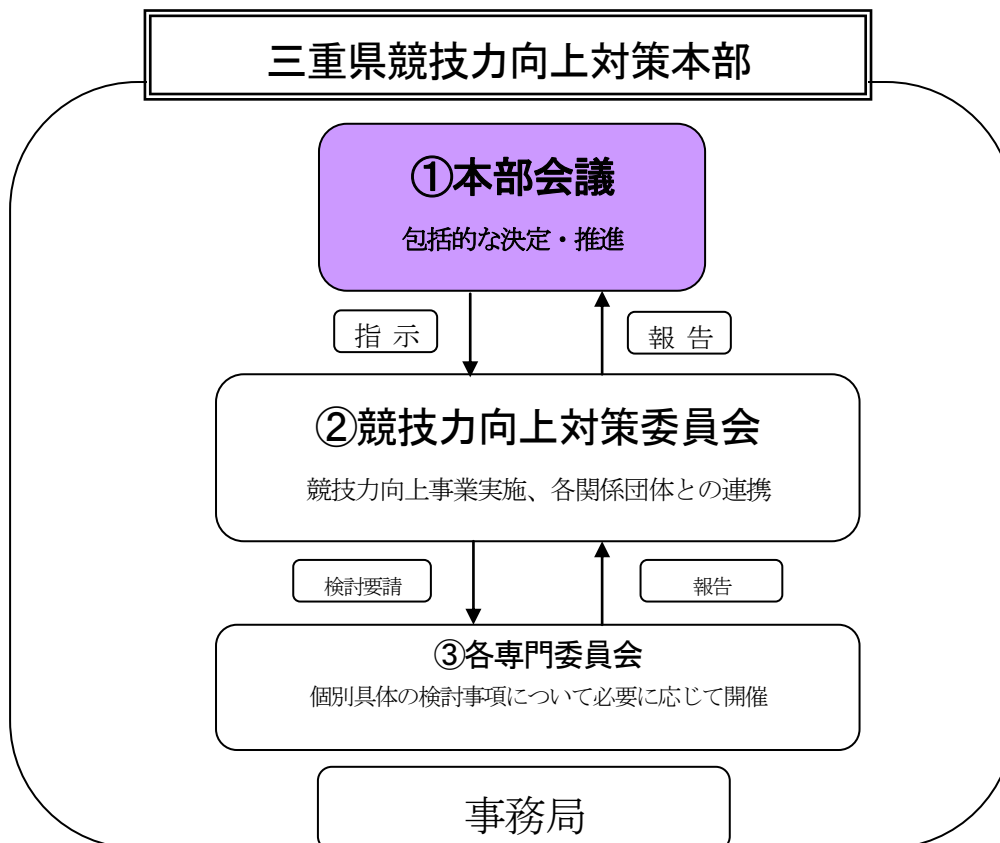 三重県競技力向上対策本部
①本部会議
包括的な決定・推進
指 示
報 告
②競技力向上対策委員会
競技力向上事業実施、各関係団体との連携
検討要請
報告
③各専門委員会
個別具体の検討事項について必要に応じて開催
事務局